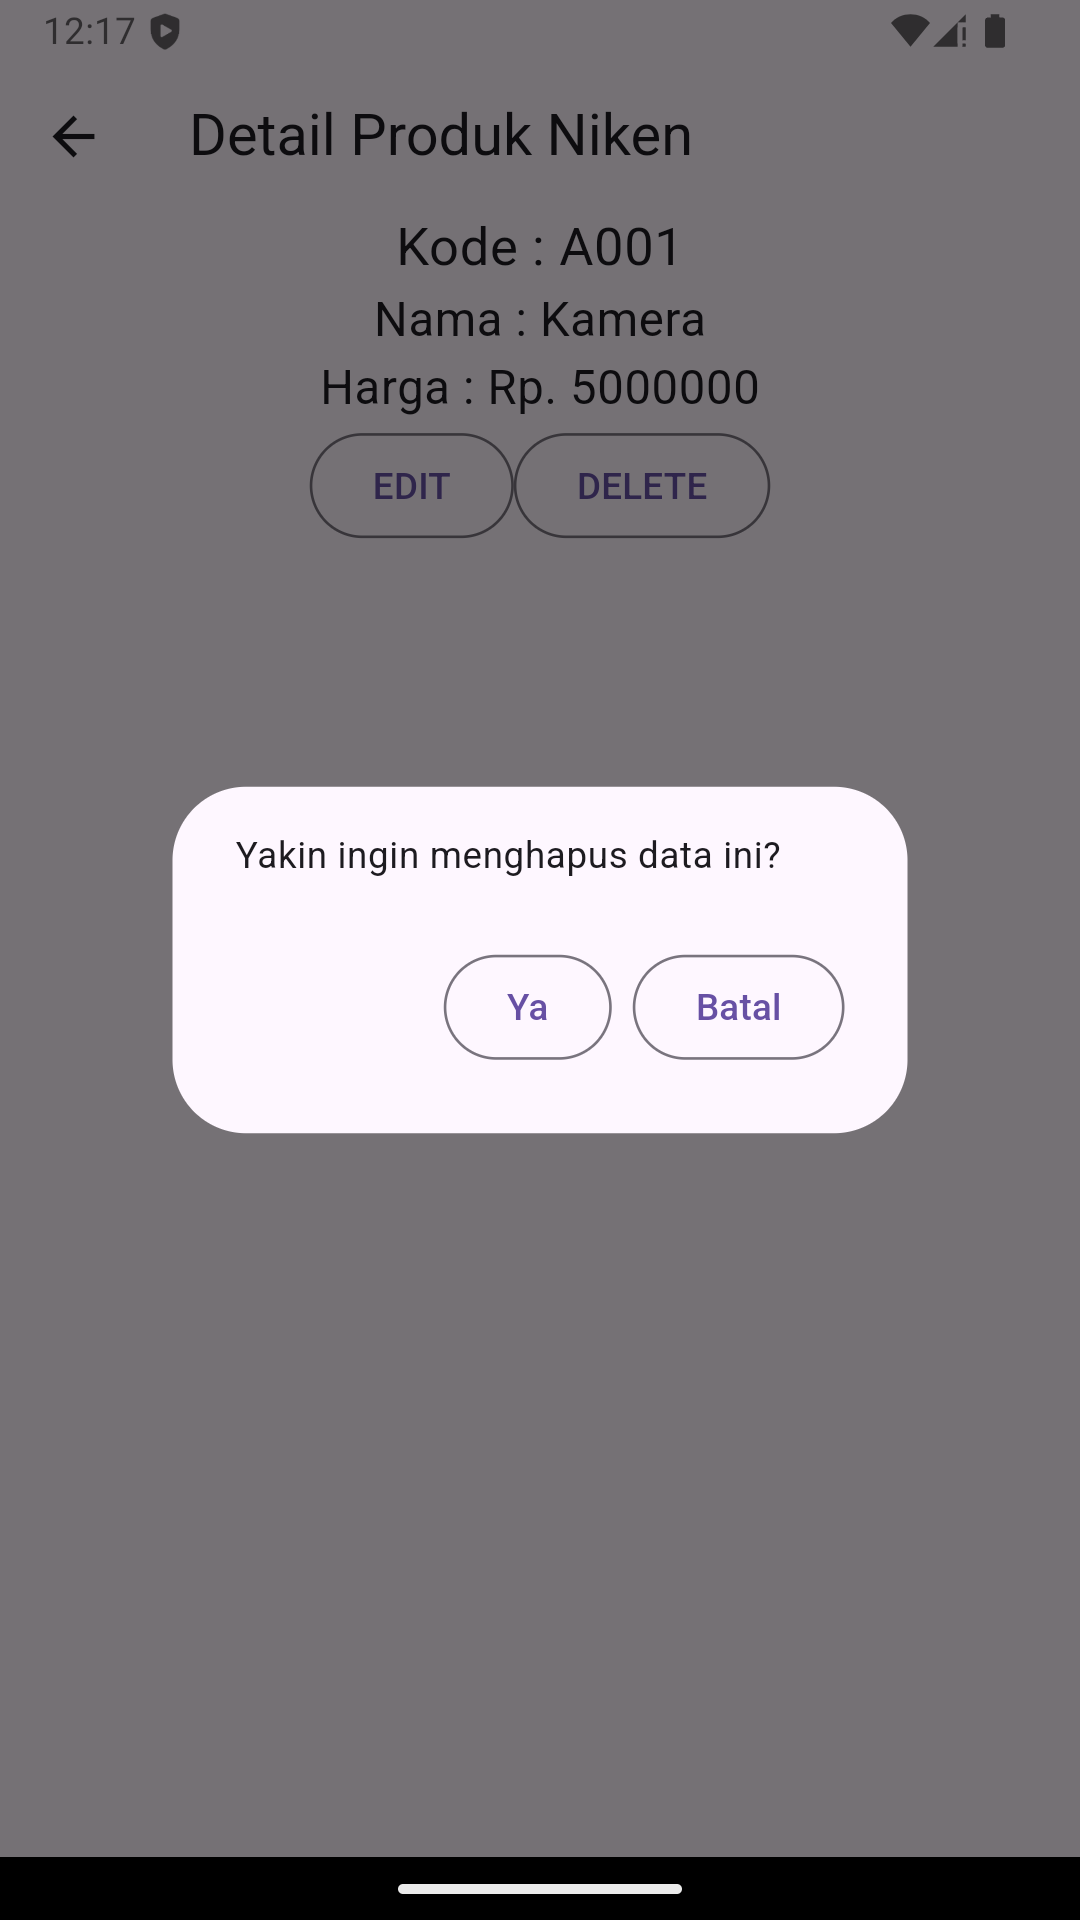 12:17
Detail Produk Niken
Kode : A001
Nama : Kamera
Harga : Rp. 5000000
EDIT DELETE
Yakin ingin menghapus data ini?
Ya Batal